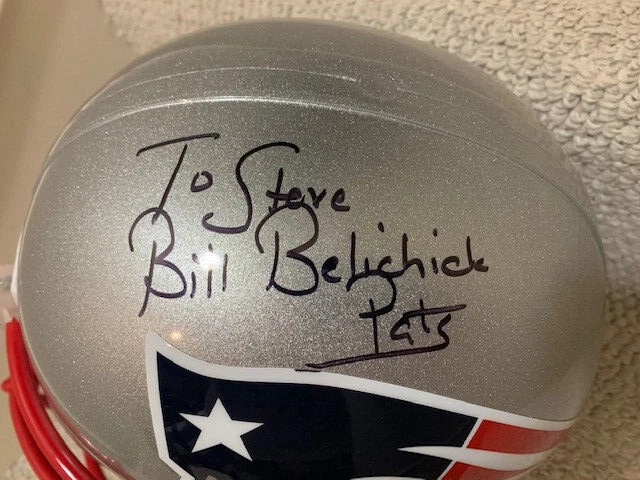 To Steve
Bill Belichick
Pats